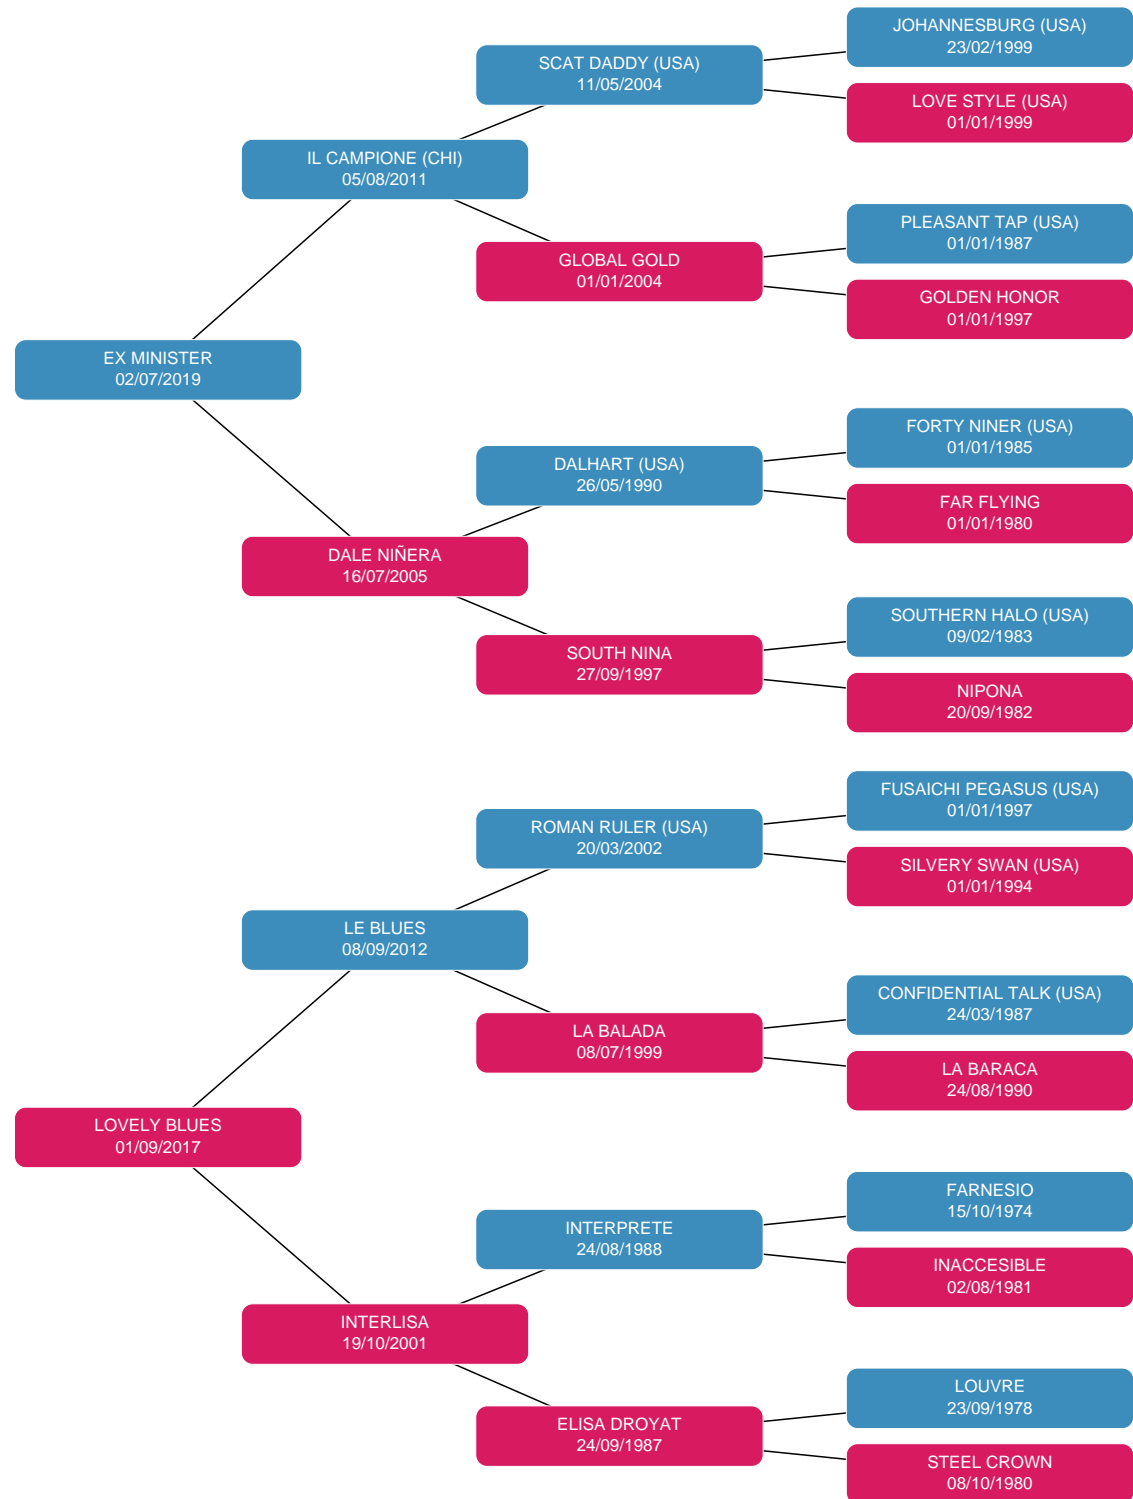 JOHANNESBURG (USA)
23/02/1999
SCAT DADDY (USA)
11/05/2004
LOVE STYLE (USA)
01/01/1999
IL CAMPIONE (CHI)
05/08/2011
PLEASANT TAP (USA)
01/01/1987
GLOBAL GOLD
01/01/2004
GOLDEN HONOR
01/01/1997
EX MINISTER
02/07/2019
FORTY NINER (USA)
01/01/1985
DALHART (USA)
26/05/1990
FAR FLYING
01/01/1980
DALE NIÑERA
16/07/2005
SOUTHERN HALO (USA)
09/02/1983
SOUTH NINA
27/09/1997
NIPONA
20/09/1982
FUSAICHI PEGASUS (USA)
01/01/1997
ROMAN RULER (USA)
20/03/2002
SILVERY SWAN (USA)
01/01/1994
LE BLUES
08/09/2012
CONFIDENTIAL TALK (USA)
24/03/1987
LA BALADA
08/07/1999
LA BARACA
24/08/1990
LOVELY BLUES
01/09/2017
FARNESIO
15/10/1974
INTERPRETE
24/08/1988
INACCESIBLE
02/08/1981
INTERLISA
19/10/2001
LOUVRE
23/09/1978
ELISA DROYAT
24/09/1987
STEEL CROWN
08/10/1980